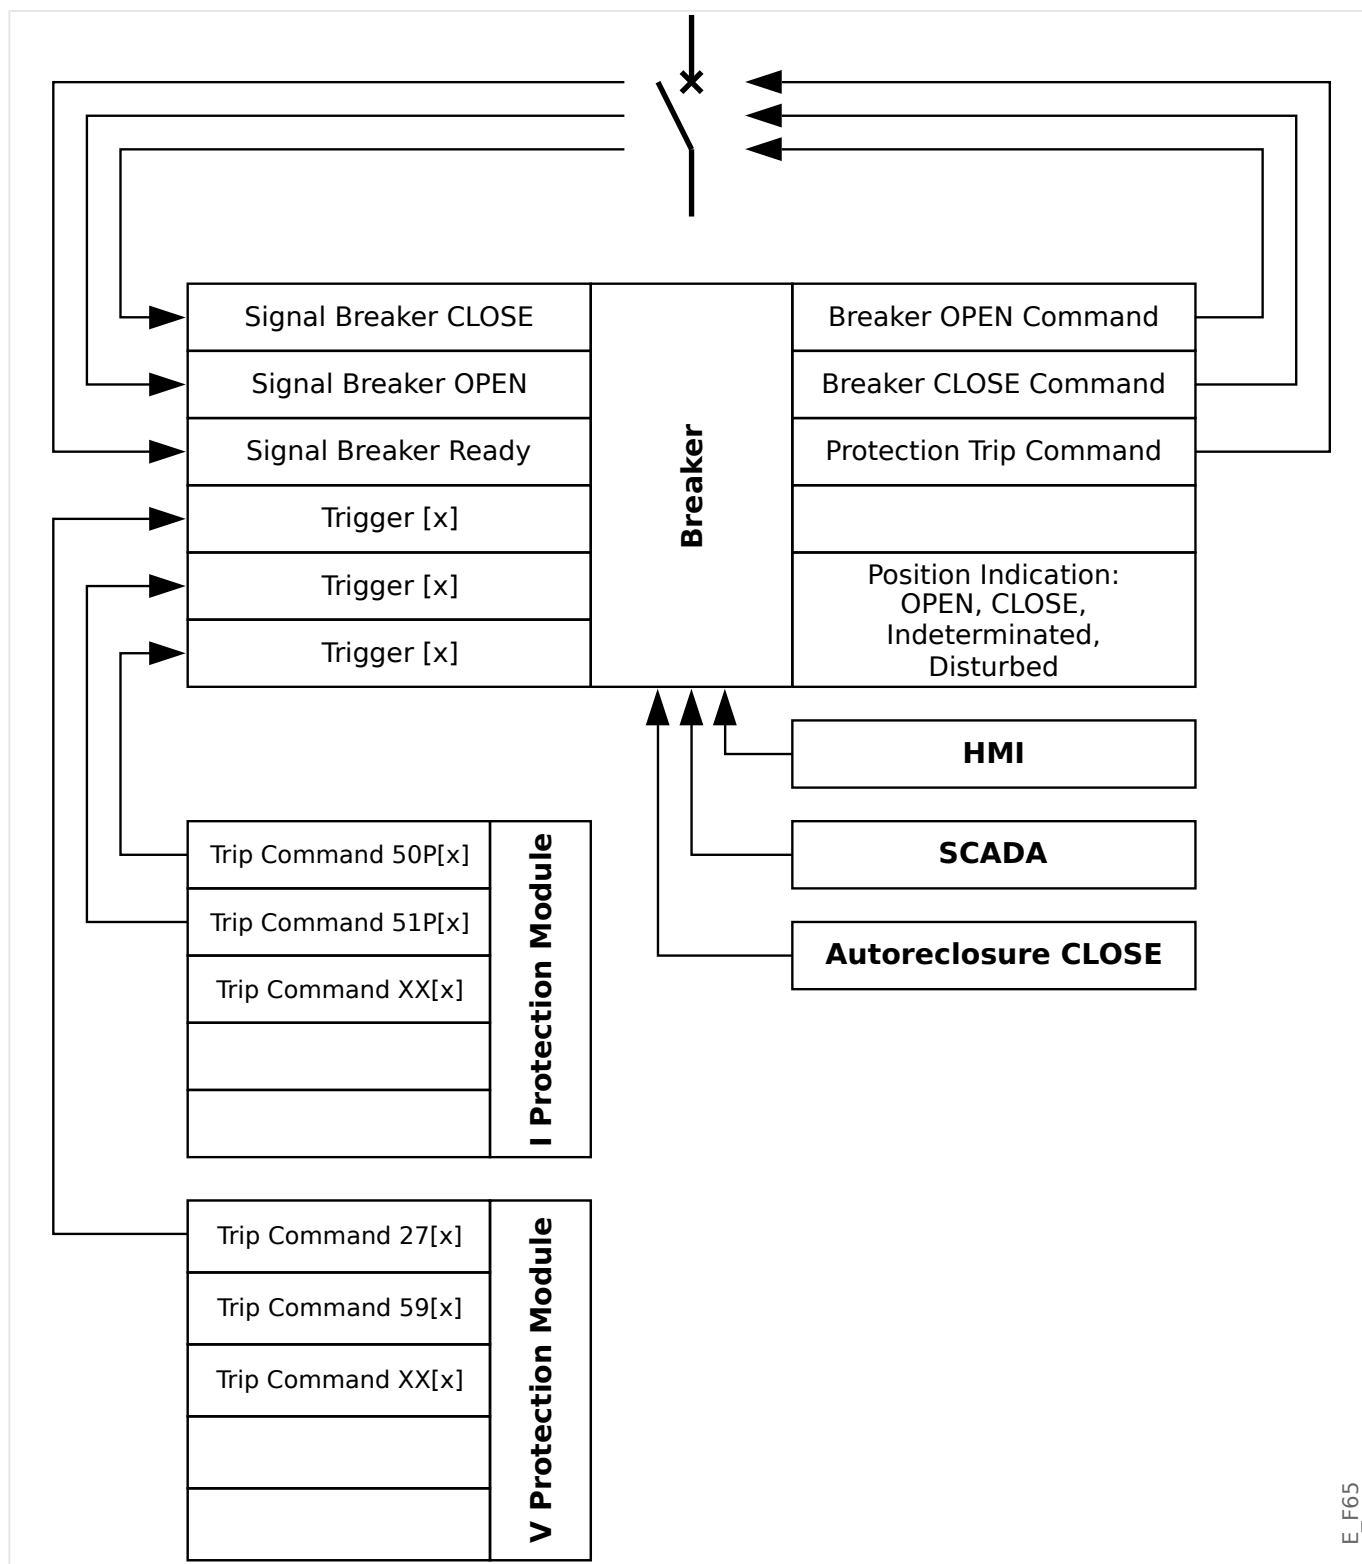 Signal Breaker CLOSE
Signal Breaker OPEN
Signal Breaker Ready
Trigger [x]
Trigger [x]
Trigger [x]
Breaker
Breaker OPEN Command
Breaker CLOSE Command
Protection Trip Command
Position Indication:
OPEN, CLOSE,
Indeterminated,
Disturbed
HMI
SCADA
Autoreclosure CLOSE
Trip Command 50P[x]
Trip Command 51P[x]
Trip Command XX[x]
I Protection Module
Trip Command 27[x]
Trip Command 59[x]
Trip Command XX[x]
V Protection Module
E_F65